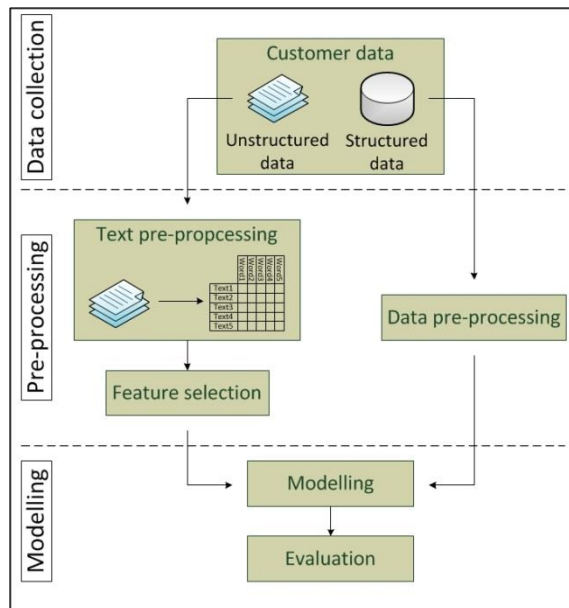 Data collection
Customer data
Unstructured
data
Structured
data
Pre-processing
Text pre-propcessing
Word1
Word2
Word3
Word4
Word5
Text1
Text2
Text3
Text4
Text5
Data pre-processing
Feature selection
Modelling
Modelling
Evaluation